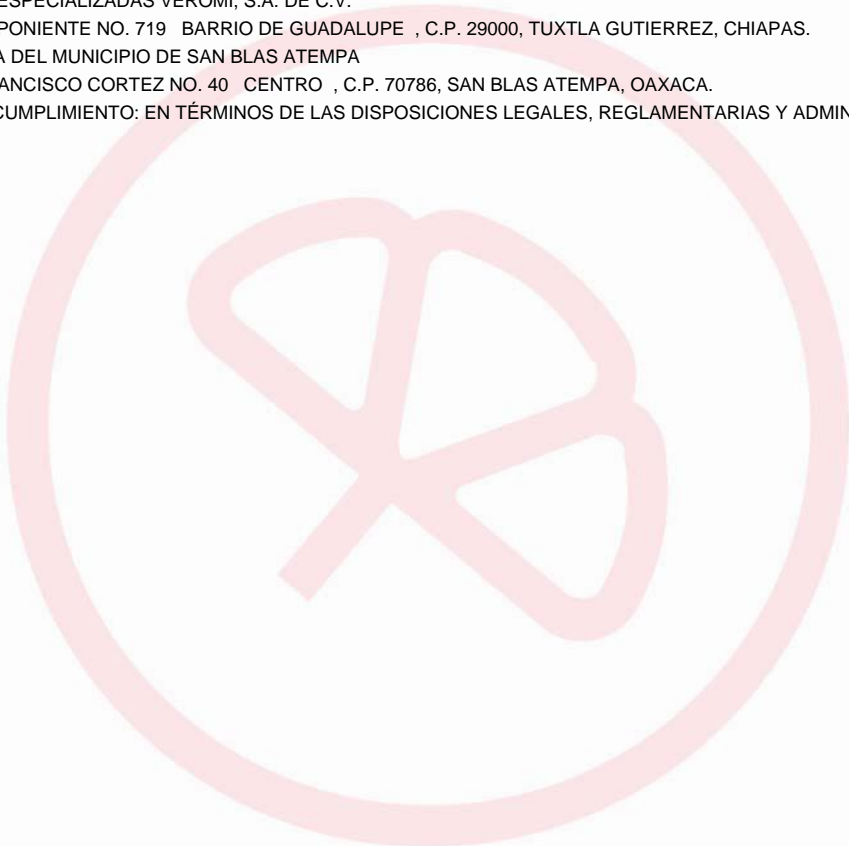 ESPECIALIZADAS VEROMI, S.A. DE C.V.
PONIENTE NO. 719   BARRIO DE GUADALUPE  , C.P. 29000, TUXTLA GUTIERREZ, CHIAPAS.
A DEL MUNICIPIO DE SAN BLAS ATEMPA
ANCISCO CORTEZ NO. 40   CENTRO  , C.P. 70786, SAN BLAS ATEMPA, OAXACA.
CUMPLIMIENTO: EN TÉRMINOS DE LAS DISPOSICIONES LEGALES, REGLAMENTARIAS Y ADMIN